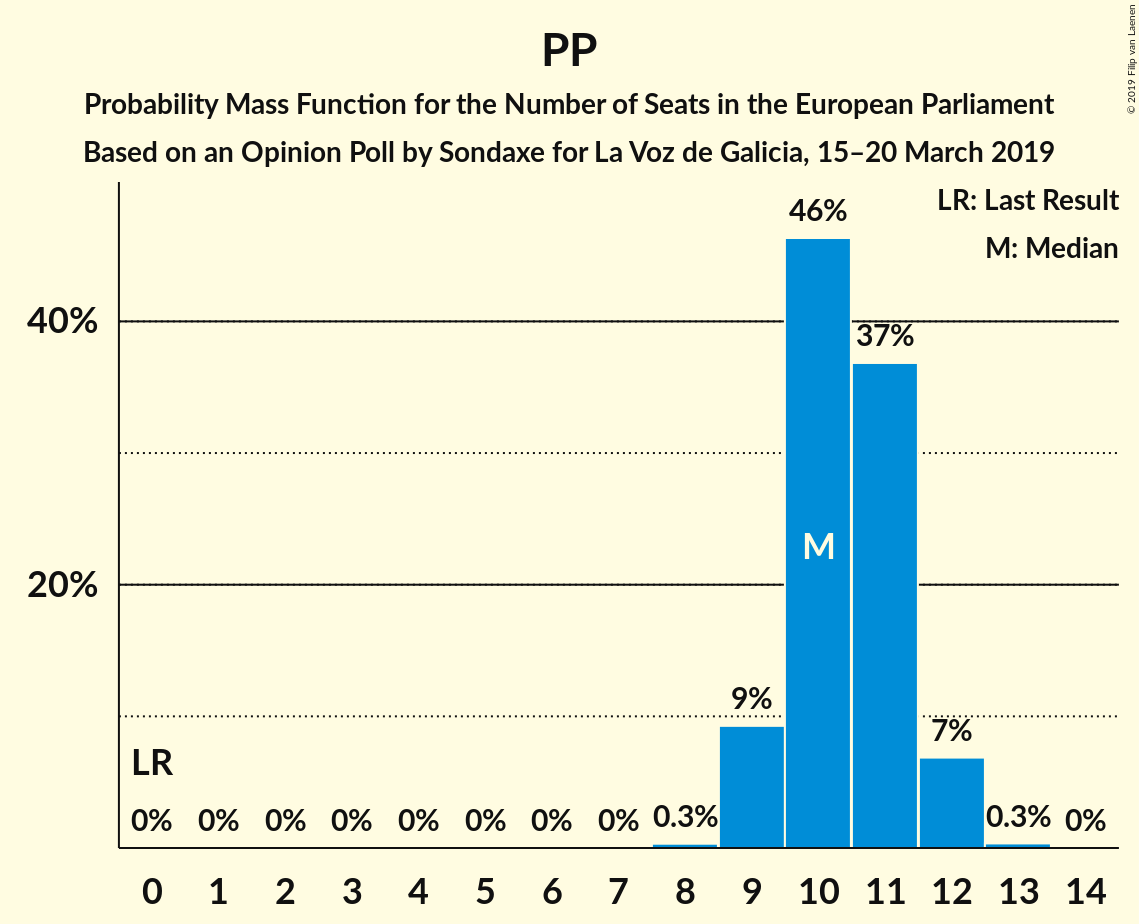 PP
Probability Mass Function for the Number of Seats in the European Parliament
Based on an Opinion Poll by Sondaxe for La Voz de Galicia, 15–20 March 2019
© 2019 Filip van Laenen
LR: Last Result
M: Median
46%
40%
37%
M
20%
9%
7%
LR
0% 0% 0% 0% 0% 0% 0% 0% 0.3% 0.3% 0%
0 1 2 3 4 5 6 7 8 9 10 11 12 13 14